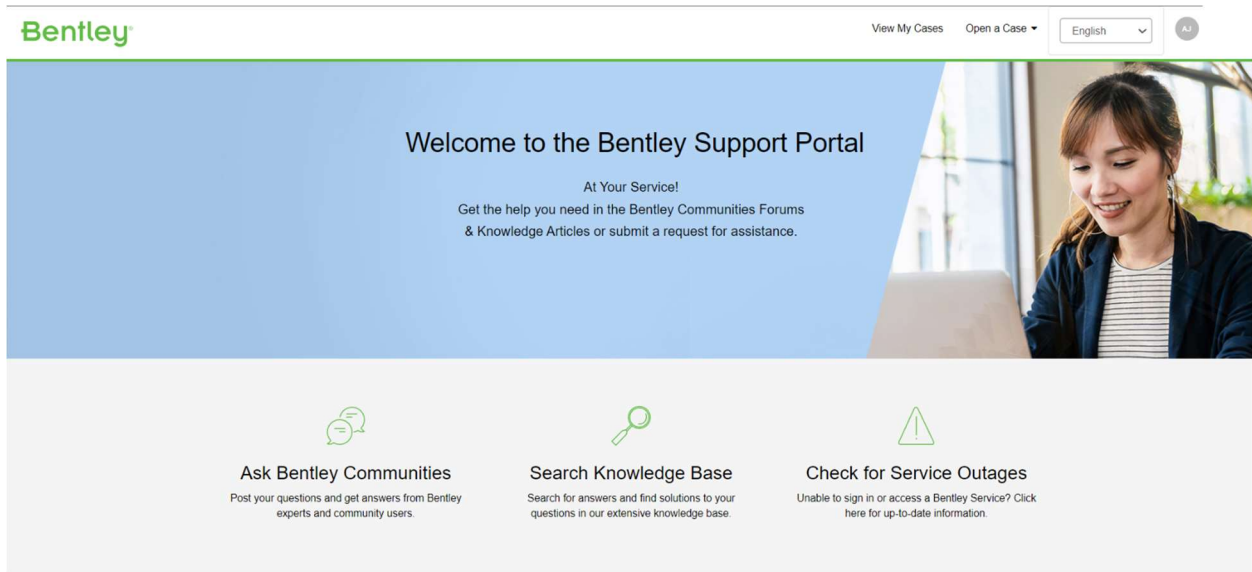 Bentley®
View My Cases
Open a Case
English
AJ
Welcome to the Bentley Support Portal
At Your Service!
Get the help you need in the Bentley Communities Forums
& Knowledge Articles or submit a request for assistance.
Ask Bentley Communities
Post your questions and get answers from Bentley
experts and community users.
Search Knowledge Base
Search for answers and find solutions to your
questions in our extensive knowledge base.
Check for Service Outages
Unable to sign in or access a Bentley Service? Click
here for up-to-date information.